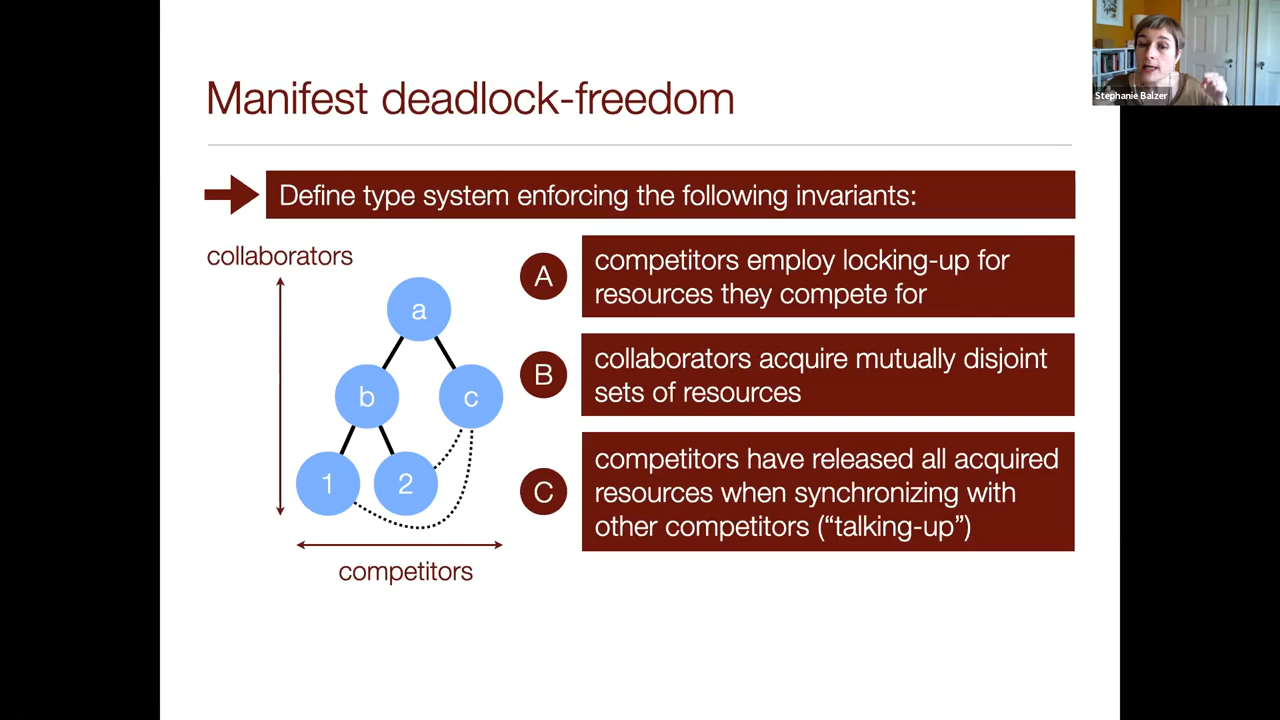 Stephanie Balzer
Manifest deadlock-freedom
Define type system enforcing the following invariants:
collaborators
a
b
c
1
2
competitors
A
competitors employ locking-up for
resources they compete for
B
collaborators acquire mutually disjoint
sets of resources
C
competitors have released all acquired
resources when synchronizing with
other competitors (“talking-up”)